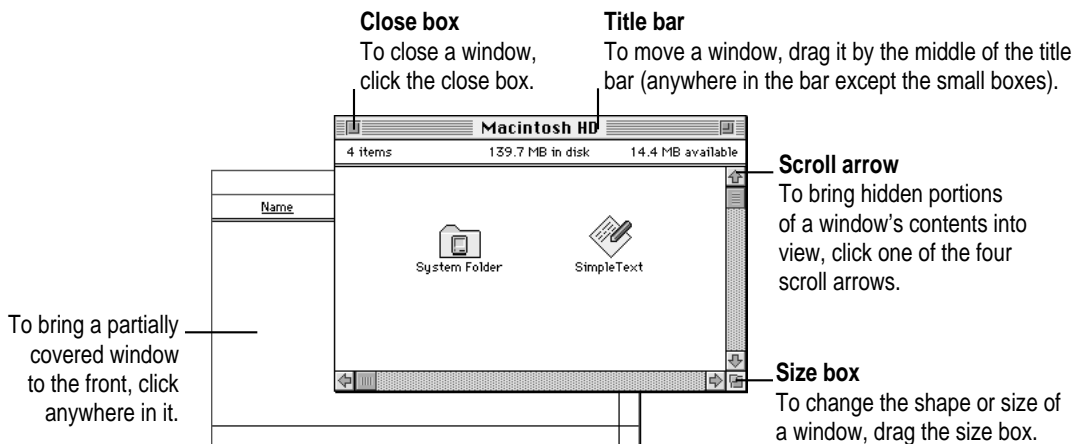 Close box
To close a window,
click the close box.
Title bar
To move a window, drag it by the middle of the title
bar (anywhere in the bar except the small boxes).
Macintosh HD
4 items 139.7 MB in disk 14.4 MB available
Name
System Folder
SimpleText
Scroll arrow
To bring hidden portions
of a window’s contents into
view, click one of the four
scroll arrows.
To bring a partially
covered window
to the front, click
anywhere in it.
Size box
To change the shape or size of
a window, drag the size box.